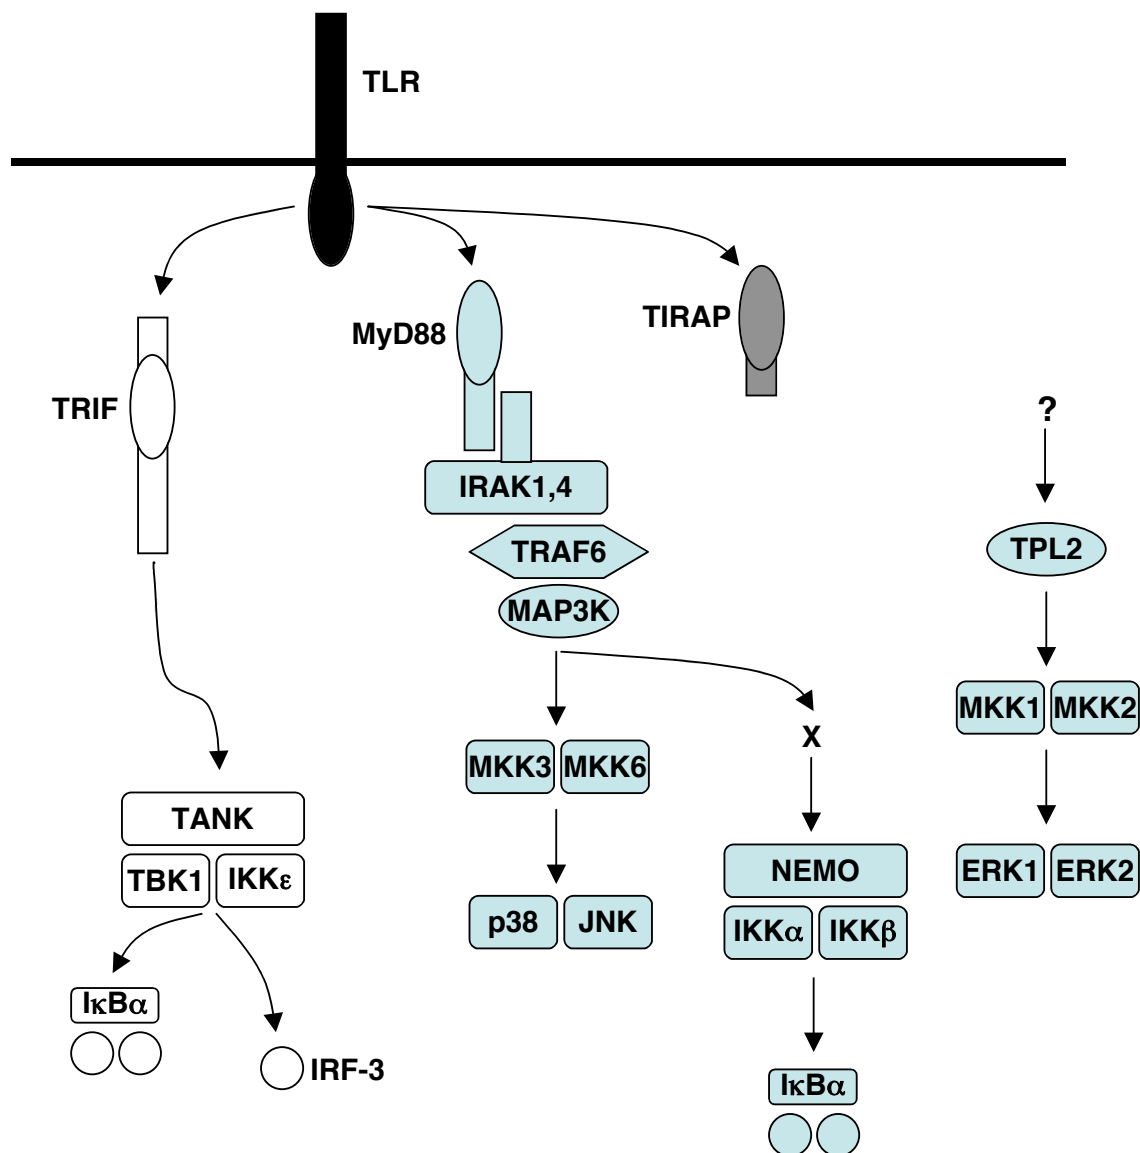 TLR
TIRAP
MyD88
TRIF
?
IRAK1,4
TRAF6
TPL2
MAP3K
MKK1 MKK2
X
MKK3 MKK6
TANK
NEMO
ERK1 ERK2
TBK1 IKKε
p38 JNK
IKKα IKKβ
IκBα
IRF-3
IκBα